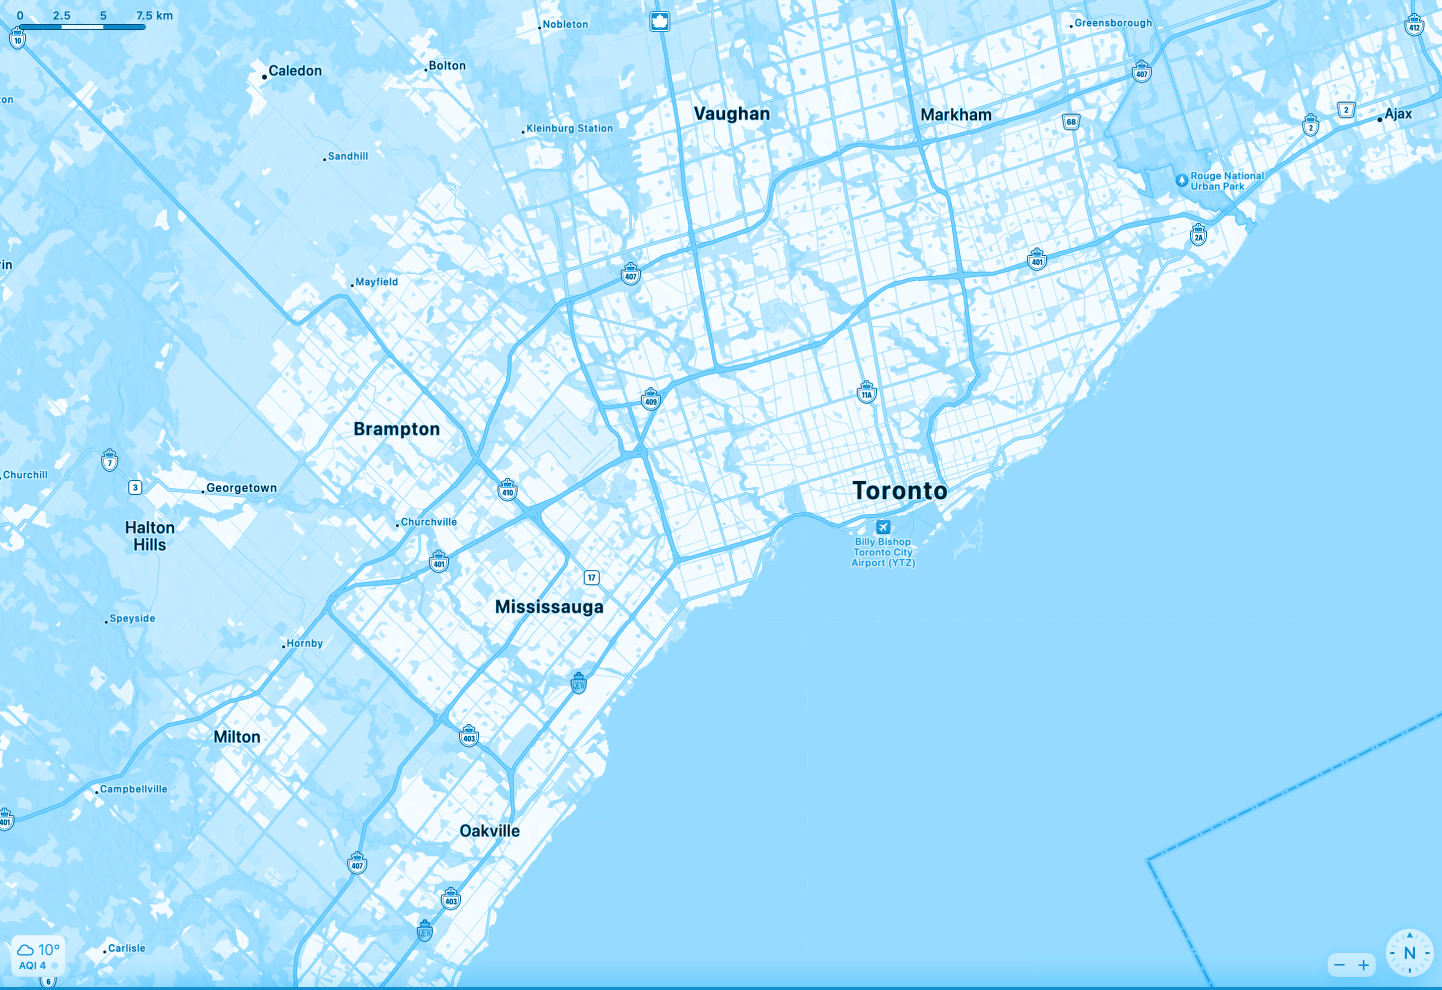 0 2.5 5 7.5 km
10
Nobleton
Greensborough
412
Caledon
Bolton
407
Vaughan
Markham
68
2
2
Ajax
Kleinburg Station
Sandhill
Rouge National
Urban Park
2A
401
407
Mayfield
409
11A
Brampton
7
Churchill
3
Georgetown
410
Toronto
Halton
Hills
Churchville
Billy Bishop
Toronto City
Airport (YTZ)
401
17
Mississauga
Speyside
Hornby
QEW
Milton
403
Campbellville
401
Oakville
407
403
QEW
Carlisle
10°
AQI 4
6
N